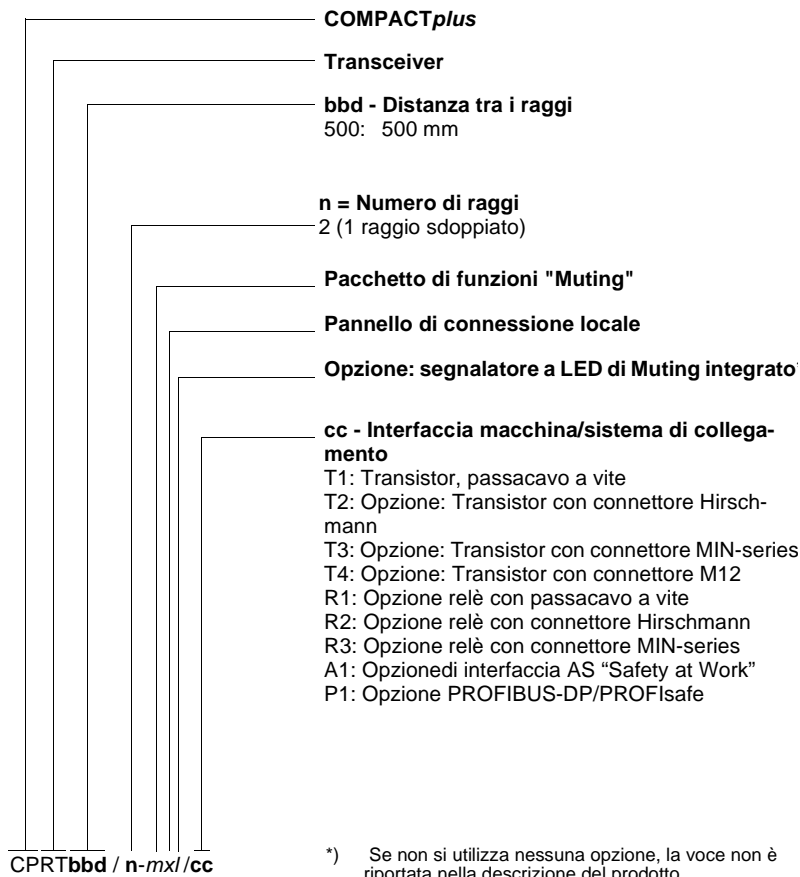 COMPACTplus
Transceiver
bbd - Distanza tra i raggi
500: 500 mm
n = Numero di raggi
2 (1 raggio sdoppiato)
Pacchetto di funzioni "Muting"
Pannello di connessione locale
Opzione: segnalatore a LED di Muting integrato*
cc - Interfaccia macchina/sistema di collega-
mento
T1: Transistor, passacavo a vite
T2: Opzione: Transistor con connettore Hirsch-
mann
T3: Opzione: Transistor con connettore MIN-series
T4: Opzione: Transistor con connettore M12
R1: Opzione relè con passacavo a vite
R2: Opzione relè con connettore Hirschmann
R3: Opzione relè con connettore MIN-series
A1: Opzionedi interfaccia AS “Safety at Work”
P1: Opzione PROFIBUS-DP/PROFIsafe
CPRTbbd / n-mxl/cc
*) Se non si utilizza nessuna opzione, la voce non è
riportata nella descrizione del prodotto